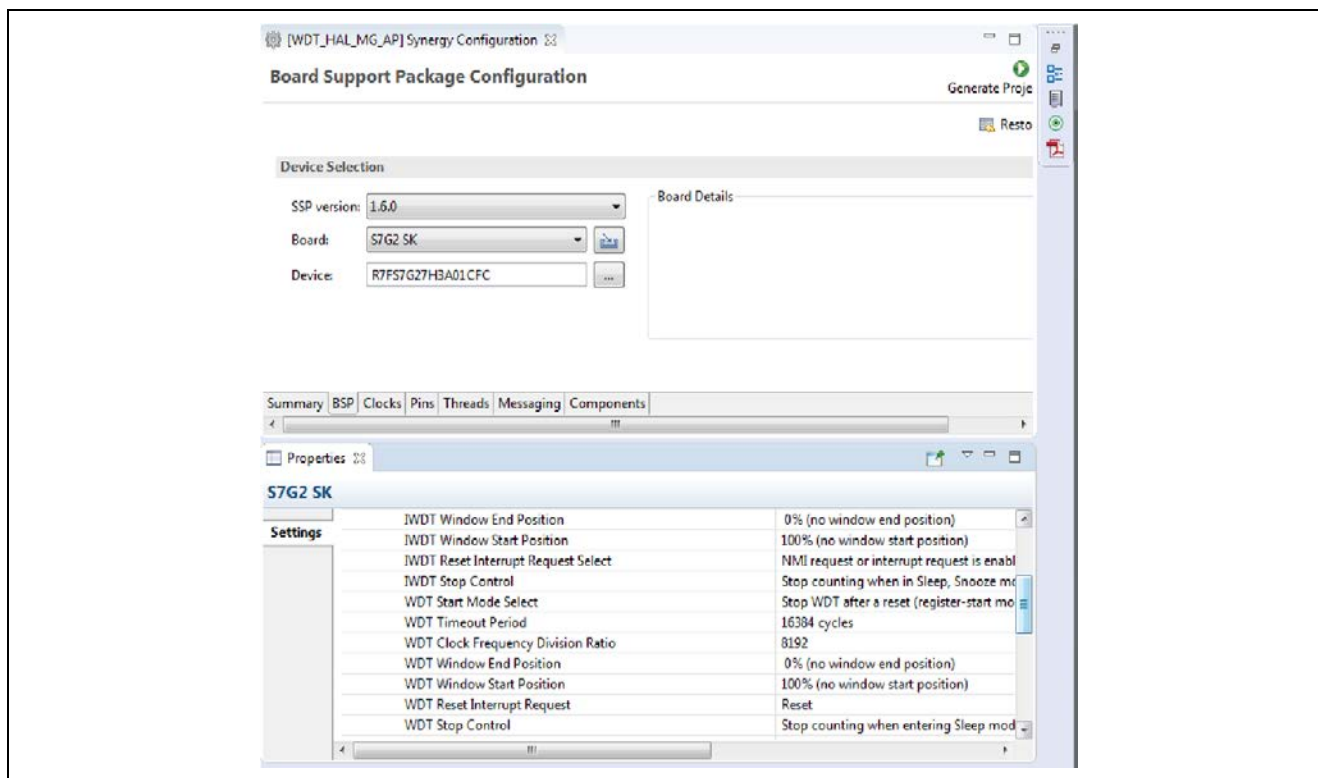 [WDT_HAL_MG_AP] Synergy Configuration
Board Support Package Configuration
Generate Proje
Resto
Device Selection
SSP version: 1.6.0
Board Details
Board: S7G2 SK
Device: R7FS7G27H3A01CFC
...
Summary BSP Clocks Pins Threads Messaging Components
Properties
S7G2 SK
Settings
IWDT Window End Position 0% (no window end position)
IWDT Window Start Position 100% (no window start position)
IWDT Reset Interrupt Request Select NMI request or interrupt request is enabl
IWDT Stop Control Stop counting when in Sleep, Snooze mo
WDT Start Mode Select Stop WDT after a reset (register-start mo
WDT Timeout Period 16384 cycles
WDT Clock Frequency Division Ratio 8192
WDT Window End Position 0% (no window end position)
WDT Window Start Position 100% (no window start position)
WDT Reset Interrupt Request Reset
WDT Stop Control Stop counting when entering Sleep mod